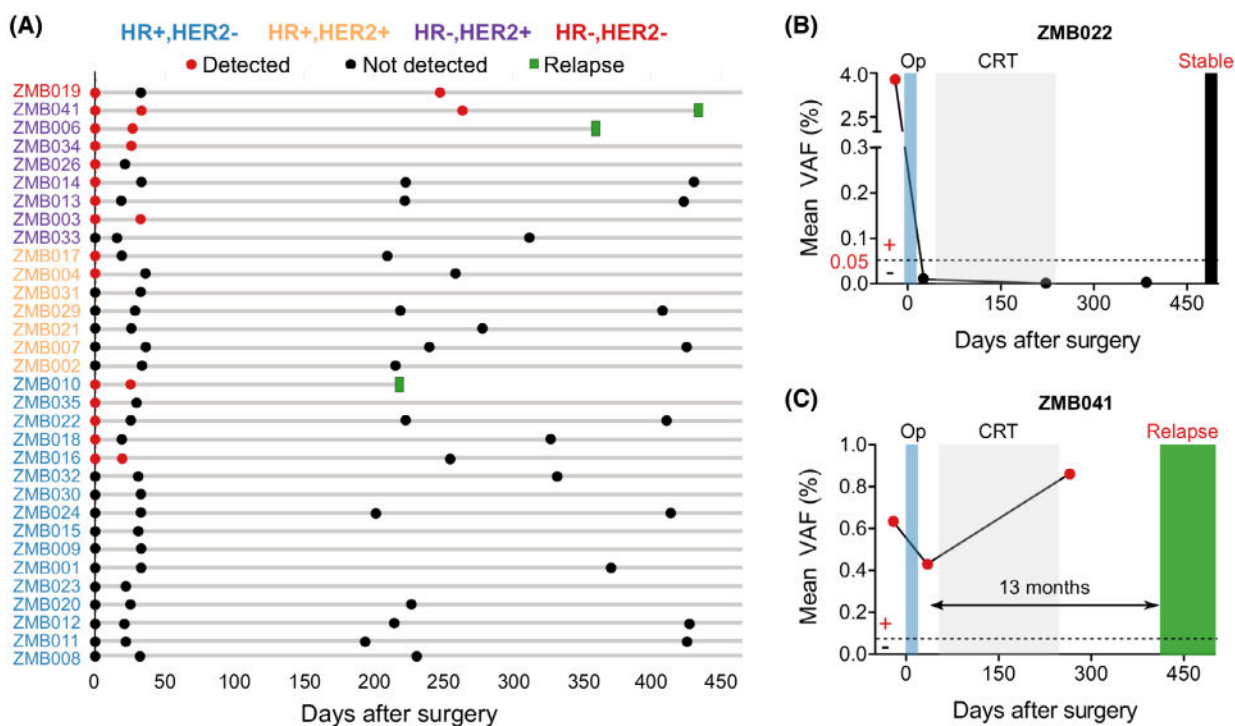 (A)
HR+,HER2- HR+,HER2+ HR-,HER2+ HR-,HER2-
Detected Not detected Relapse
ZMB019
ZMB041
ZMB006
ZMB034
ZMB026
ZMB014
ZMB013
ZMB003
ZMB033
ZMB017
ZMB004
ZMB031
ZMB029
ZMB021
ZMB007
ZMB002
ZMB010
ZMB035
ZMB022
ZMB018
ZMB016
ZMB032
ZMB030
ZMB024
ZMB015
ZMB009
ZMB001
ZMB023
ZMB020
ZMB012
ZMB011
ZMB008
0 50 100 150 200 250 300 350 400 450
Days after surgery
(B)
ZMB022
Op CRT Stable
Mean VAF (%)
4.0
2.5
0.3
0.2
0.1
+
0.05
-
0.0
0 150 300 450
Days after surgery
(C)
ZMB041
Op CRT Relapse
Mean VAF (%)
1.0
0.8
0.6
0.4
13 months
0.2
+
-
0.0
0 150 300 450
Days after surgery